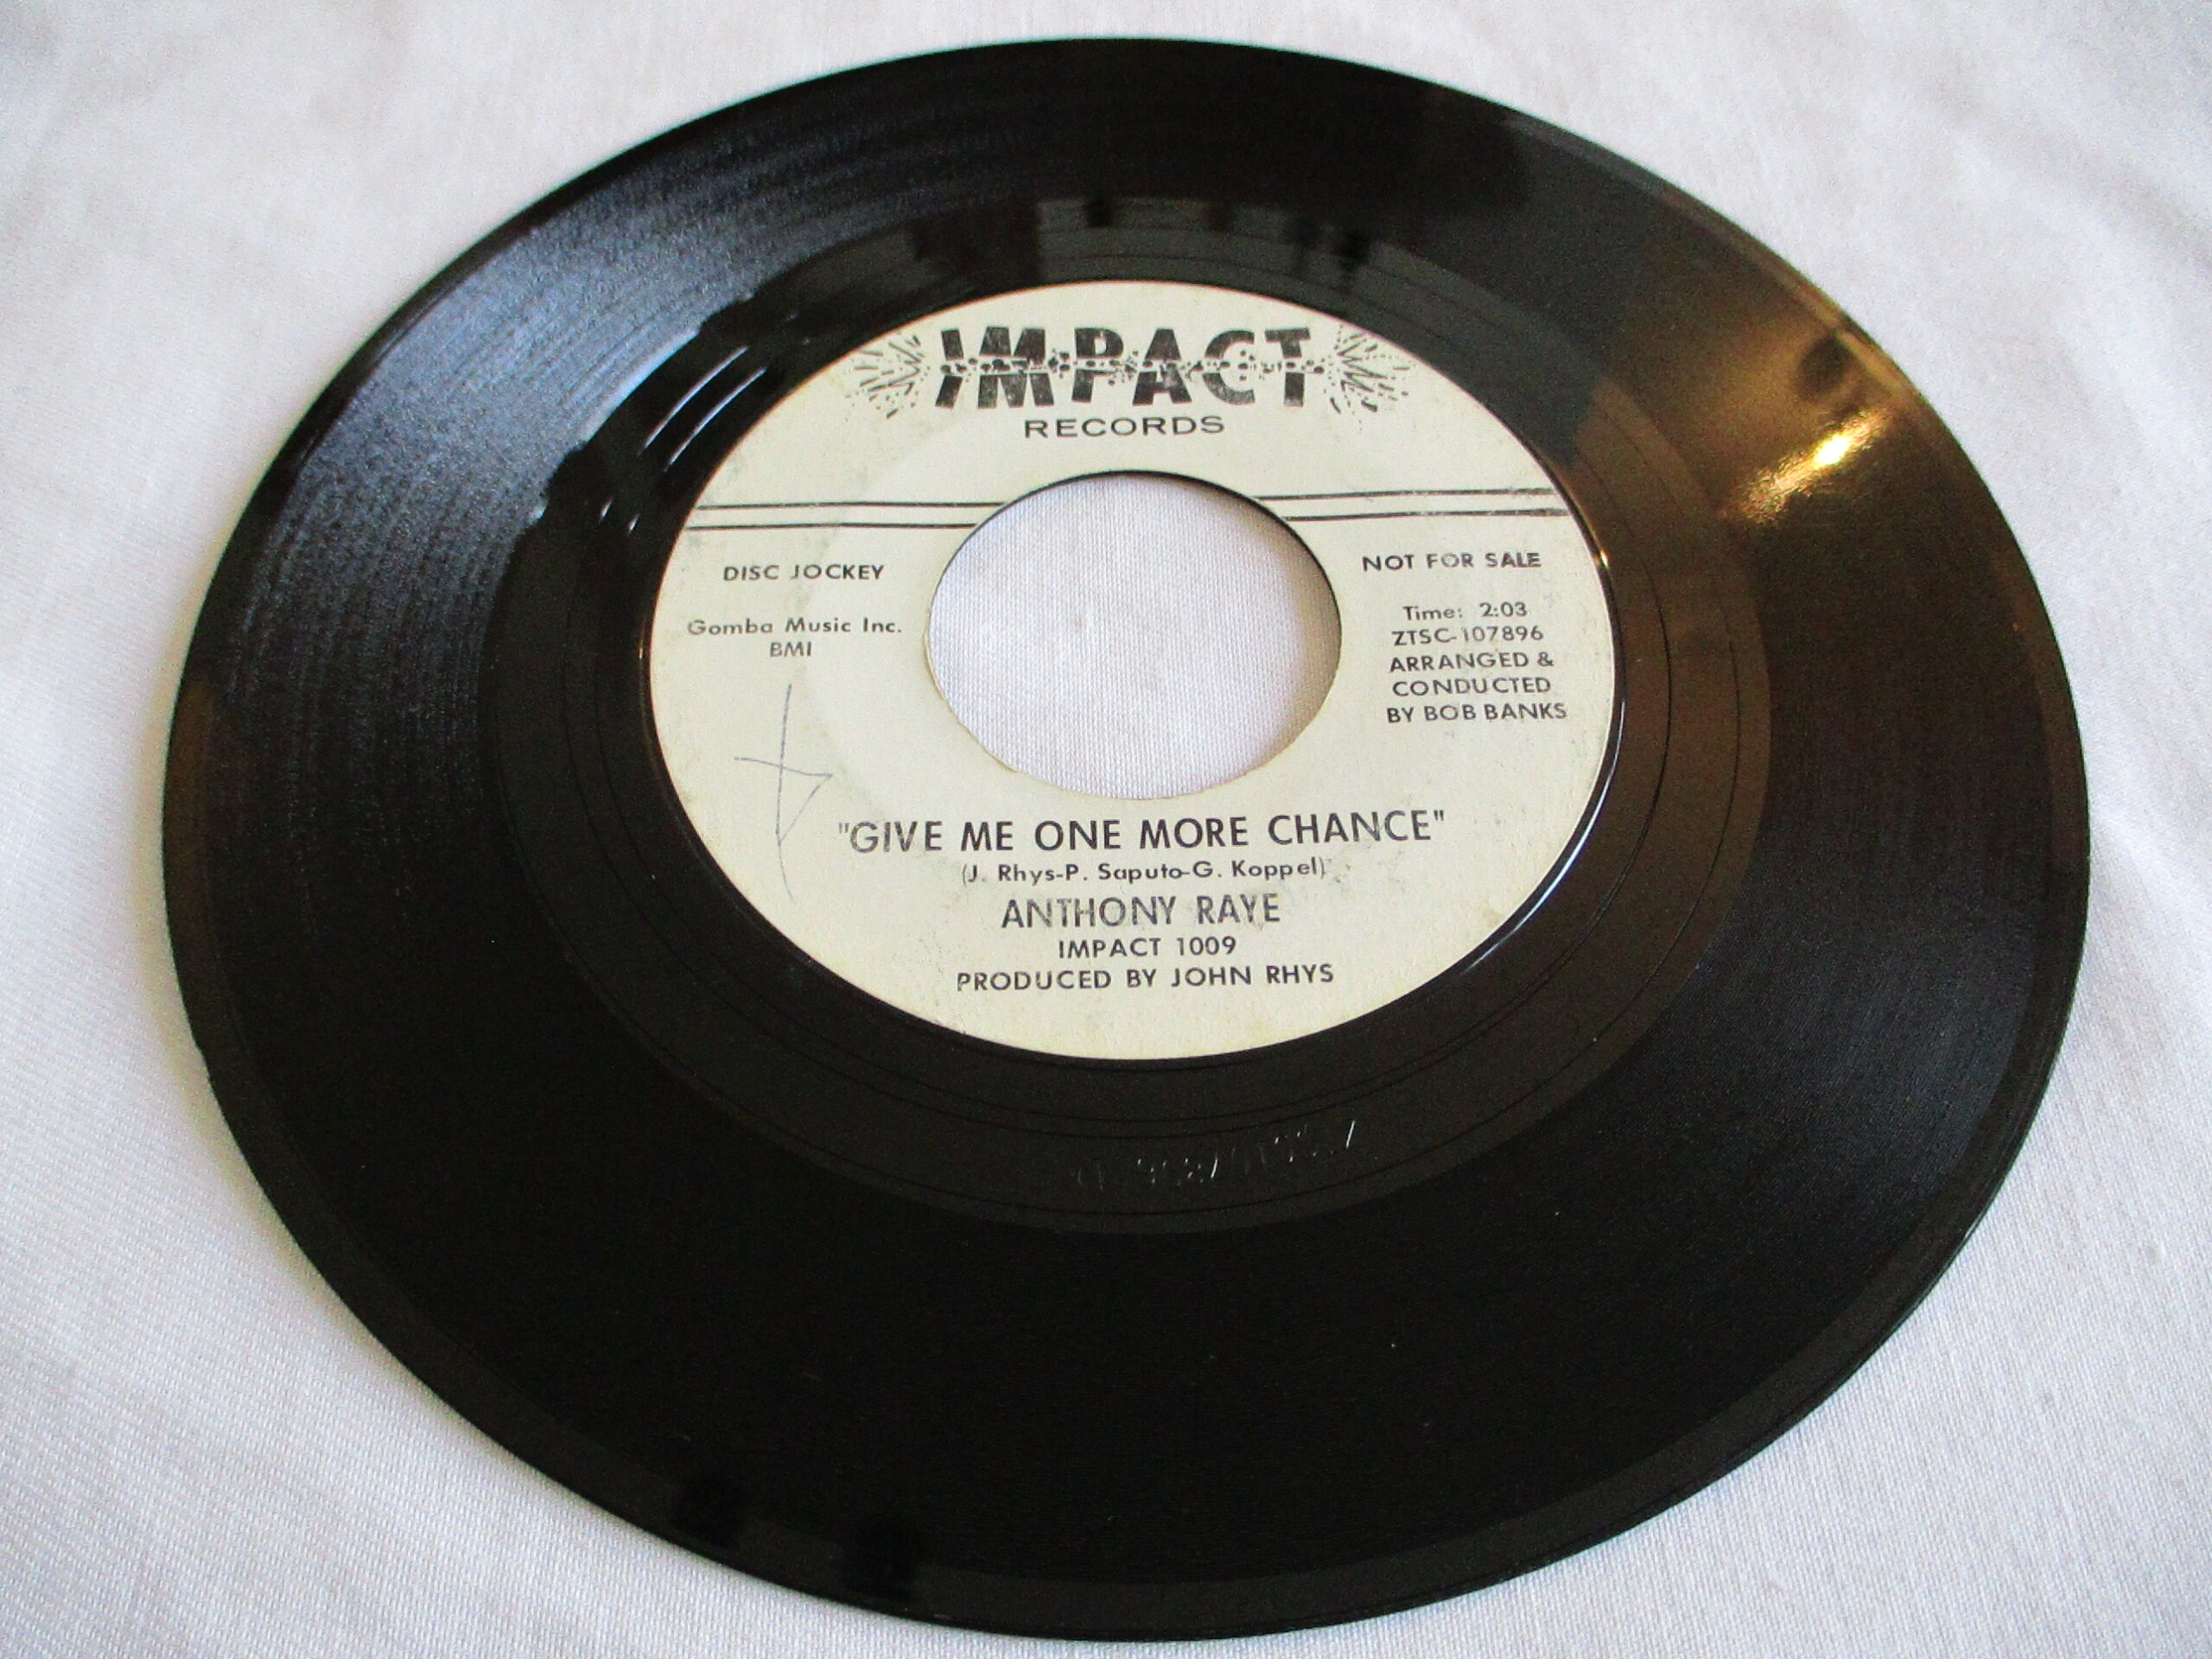 IMPACT
RECORDS
DISC JOCKEY
NOT FOR SALE
Gomba Music Inc.
BMI
Time: 2:03
ZTSC-107896
ARRANGED &
CONDUCTED
BY BOB BANKS
"GIVE ME ONE MORE CHANCE"
(J. Rhys-P. Saputo-G. Koppel)
ANTHONY RAYE
IMPACT 1009
PRODUCED BY JOHN RHYS